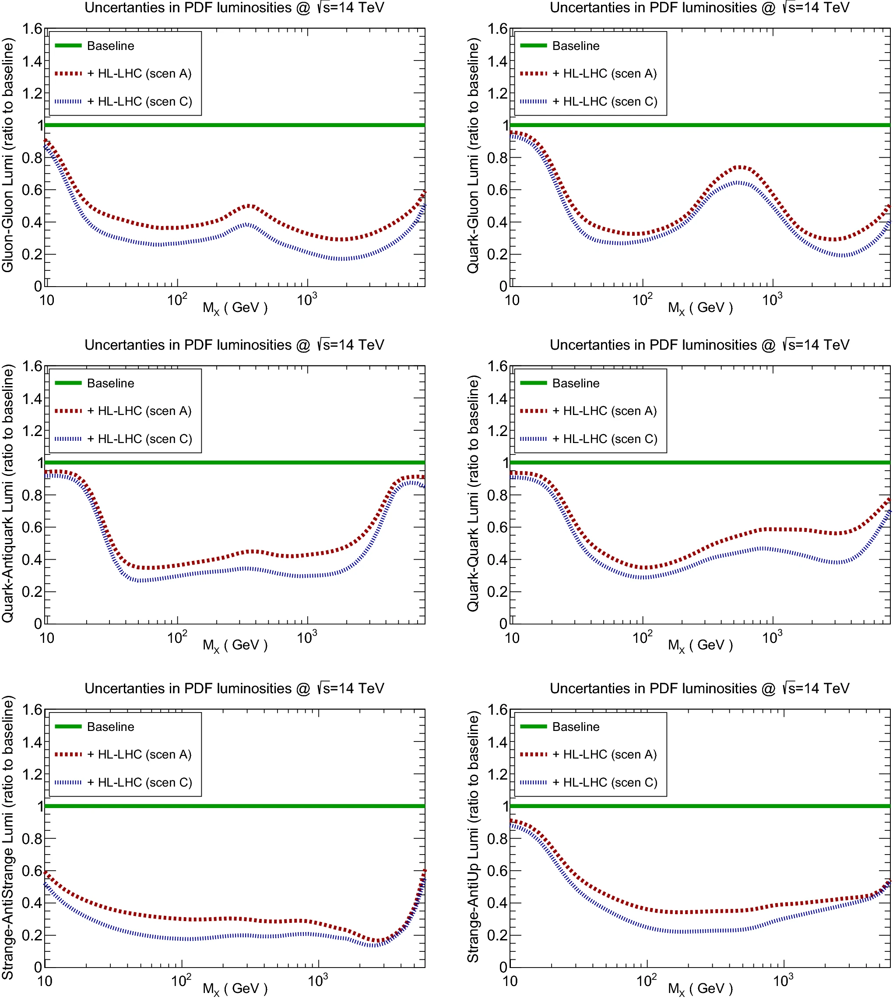 Uncertanties in PDF luminosities @ √s=14 TeV
Gluon-Gluon Lumi (ratio to baseline)
1.6
1.4
1.2
1
0.8
0.6
0.4
0.2
0
Baseline
+ HL-LHC (scen A)
+ HL-LHC (scen C)
10
10²
10³
M_X ( GeV )
Uncertanties in PDF luminosities @ √s=14 TeV
Quark-Gluon Lumi (ratio to baseline)
1.6
1.4
1.2
1
0.8
0.6
0.4
0.2
0
Baseline
+ HL-LHC (scen A)
+ HL-LHC (scen C)
10
10²
10³
M_X ( GeV )
Uncertanties in PDF luminosities @ √s=14 TeV
Quark-Antiquark Lumi (ratio to baseline)
1.6
1.4
1.2
1
0.8
0.6
0.4
0.2
0
Baseline
+ HL-LHC (scen A)
+ HL-LHC (scen C)
10
10²
10³
M_X ( GeV )
Uncertanties in PDF luminosities @ √s=14 TeV
Quark-Quark Lumi (ratio to baseline)
1.6
1.4
1.2
1
0.8
0.6
0.4
0.2
0
Baseline
+ HL-LHC (scen A)
+ HL-LHC (scen C)
10
10²
10³
M_X ( GeV )
Uncertanties in PDF luminosities @ √s=14 TeV
Strange-AntiStrange Lumi (ratio to baseline)
1.6
1.4
1.2
1
0.8
0.6
0.4
0.2
0
Baseline
+ HL-LHC (scen A)
+ HL-LHC (scen C)
10
10²
10³
M_X ( GeV )
Uncertanties in PDF luminosities @ √s=14 TeV
Strange-AntiUp Lumi (ratio to baseline)
1.6
1.4
1.2
1
0.8
0.6
0.4
0.2
0
Baseline
+ HL-LHC (scen A)
+ HL-LHC (scen C)
10
10²
10³
M_X ( GeV )